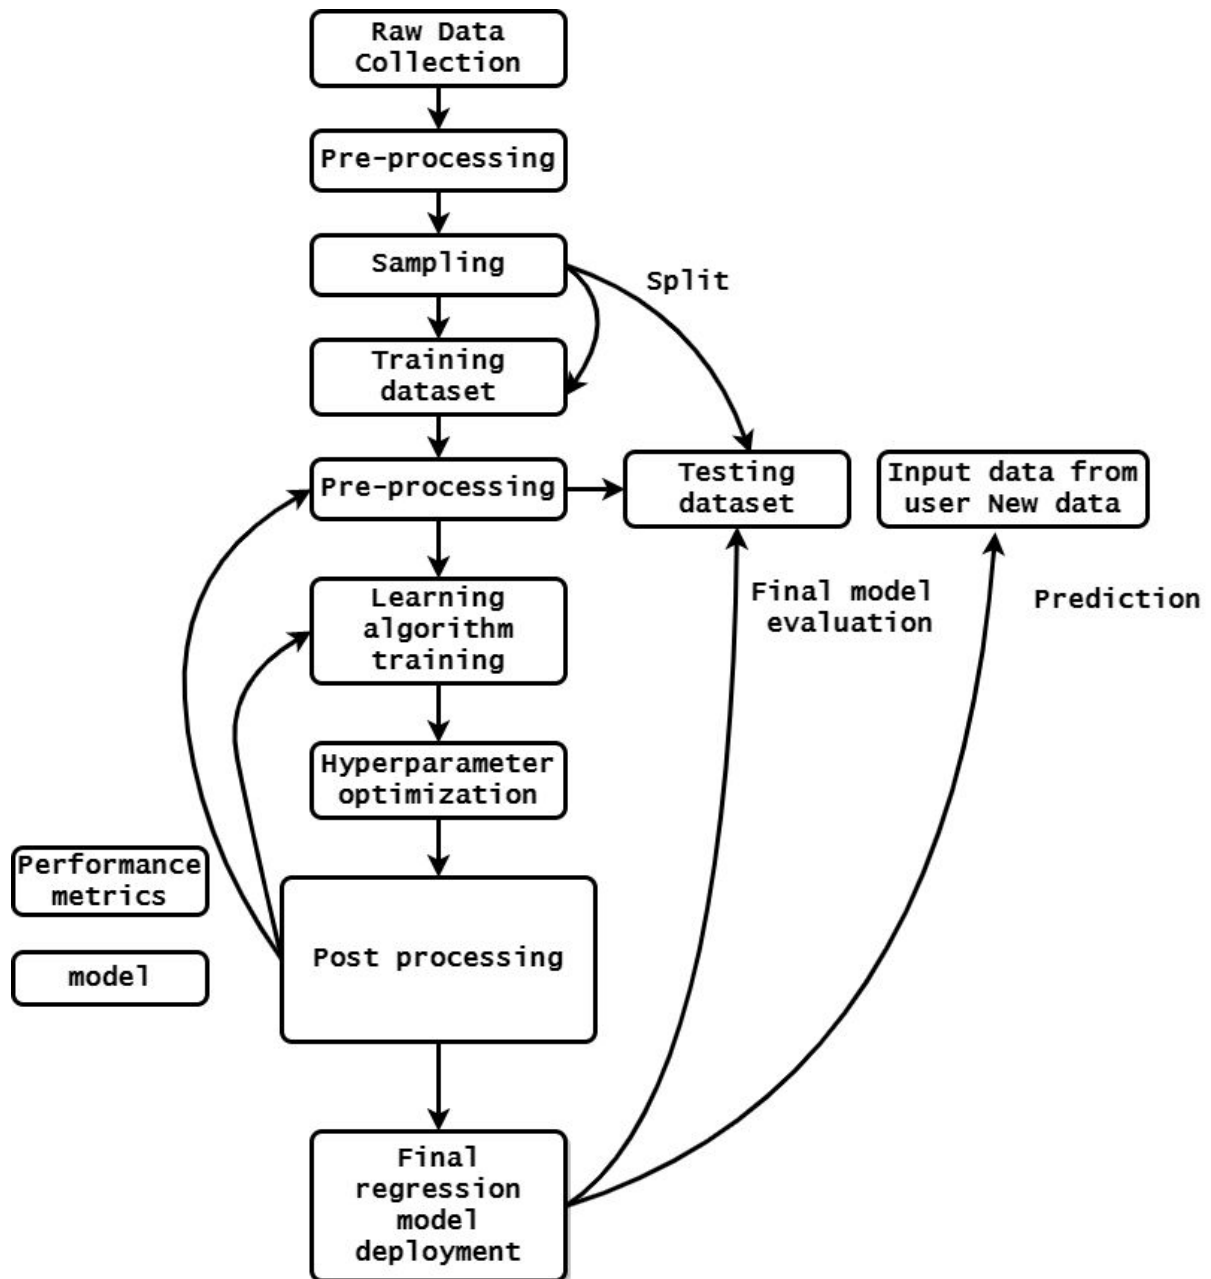 Raw Data
Collection
Pre-processing
Sampling
Split
Training
dataset
Pre-processing
Testing
dataset
Input data from
user New data
Learning
algorithm
training
Final model
evaluation
Prediction
Hyperparameter
optimization
Performance
metrics
model
Post processing
Final
regression
model
deployment